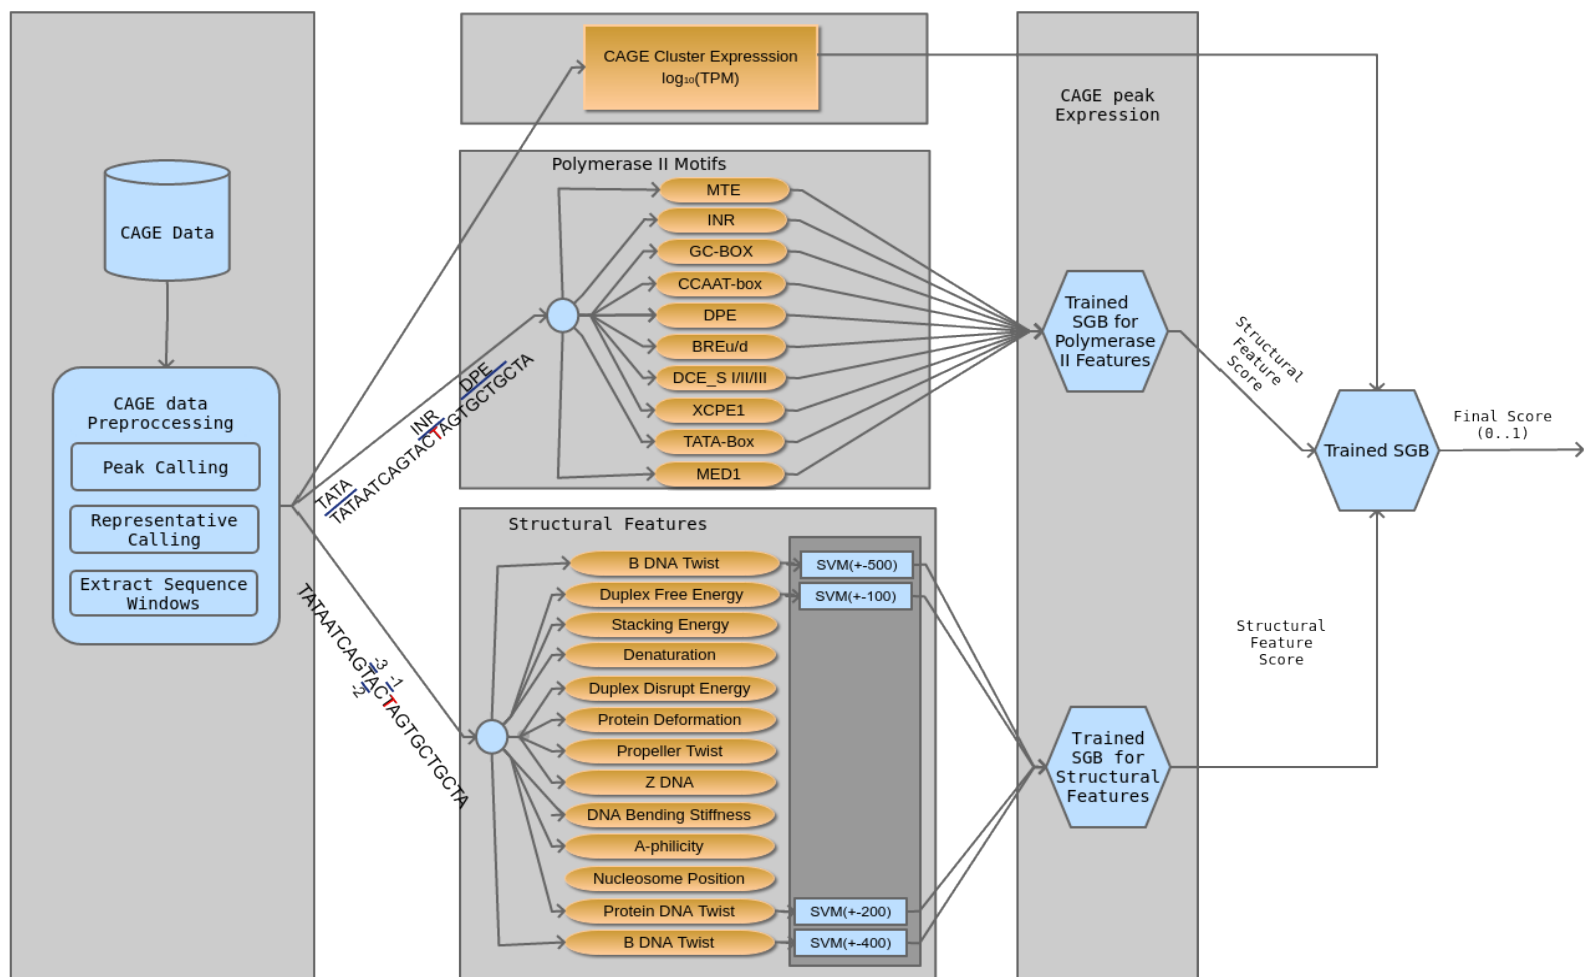 CAGE Data
CAGE data
Preproccessing
Peak Calling
Representative
Calling
Extract Sequence
Windows
TATA
INR
DPE
TATAATCAGTACTAGTGCTGCTA
-3
-1
-2
TATAATCAGTACTAGTGCTGCTA
CAGE Cluster Expresssion
log₁₀(TPM)
Polymerase II Motifs
MTE
INR
GC-BOX
CCAAT-box
DPE
BREu/d
DCE_S I/II/III
XCPE1
TATA-Box
MED1
Structural Features
B DNA Twist
Duplex Free Energy
Stacking Energy
Denaturation
Duplex Disrupt Energy
Protein Deformation
Propeller Twist
Z DNA
DNA Bending Stiffness
A-philicity
Nucleosome Position
Protein DNA Twist
B DNA Twist
SVM(+-500)
SVM(+-100)
SVM(+-200)
SVM(+-400)
CAGE peak
Expression
Trained
SGB for
Polymerase
II Features
Trained
SGB for
Structural
Features
Structural
Feature
Score
Structural
Feature
Score
Trained SGB
Final Score
(0..1)